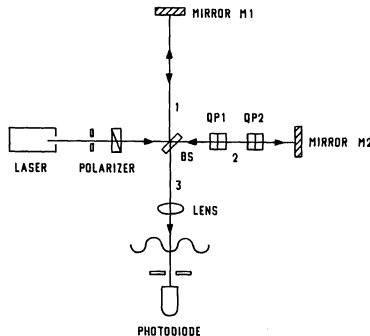 MIRROR M1
1
QP1 QP2
LASER
POLARIZER
BS
2
MIRROR M2
3
LENS
PHOTODIODE